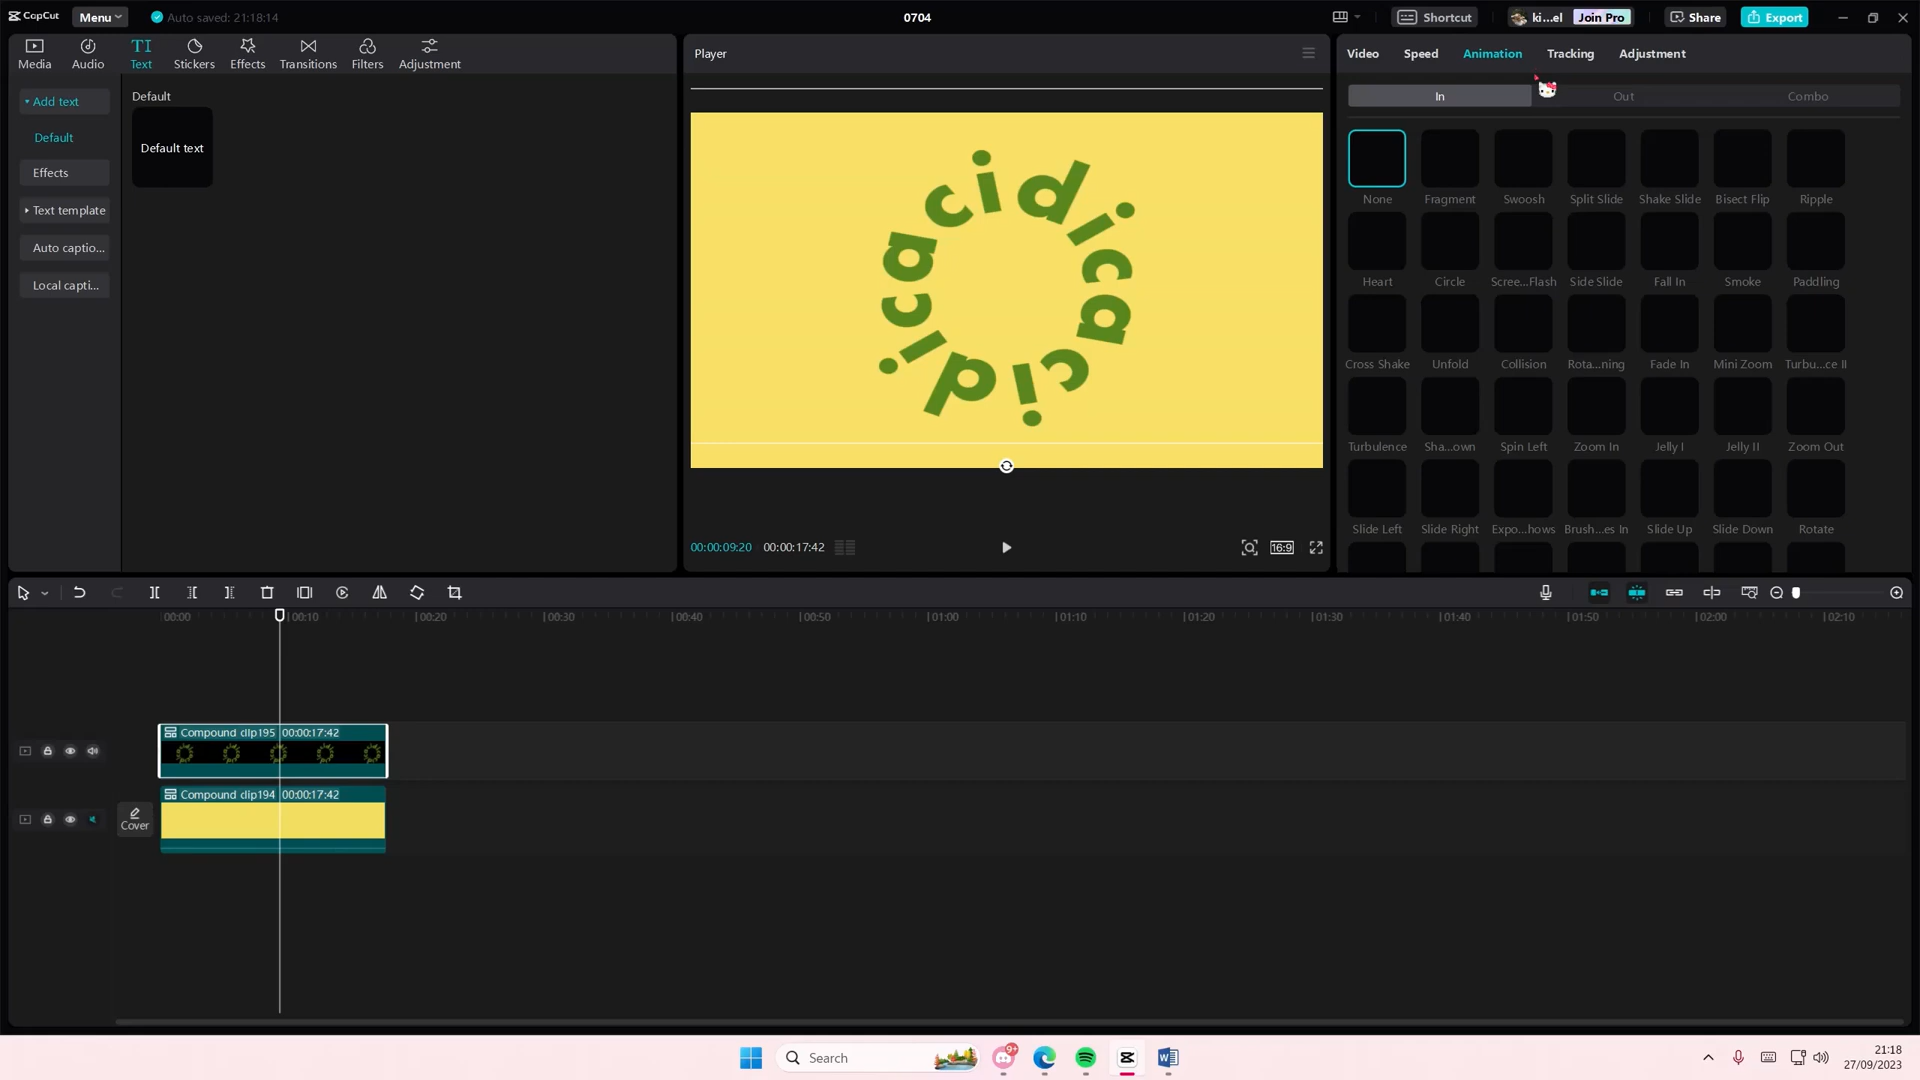 CapCut
Menu
Auto saved: 21:18:14
0704
Shortcut
ki...el
Join Pro
Share
Export
Media
Audio
TI
Text
Stickers
Effects
Transitions
Filters
Adjustment
Add text
Default
Effects
Text template
Auto captio...
Local capti...
Default
Default text
Player
acidicacidica
00:00:09:20
00:00:17:42
16:9
Video
Speed
Animation
Tracking
Adjustment
In
Out
Combo
None
Fragment
Swoosh
Split Slide
Shake Slide
Bisect Flip
Ripple
Heart
Circle
Scree...Flash
Side Slide
Fall In
Smoke
Paddling
Cross Shake
Unfold
Collision
Rota...ning
Fade In
Mini Zoom
Turbu...ce II
Turbulence
Sha...own
Spin Left
Zoom In
Jelly I
Jelly II
Zoom Out
Slide Left
Slide Right
Expo...hows
Brush...es In
Slide Up
Slide Down
Rotate
00:00
00:10
00:20
00:30
00:40
00:50
01:00
01:10
01:20
01:30
01:40
01:50
02:00
02:10
Compound clip195 00:00:17:42
Compound clip194 00:00:17:42
Cover
Search
9+
21:18
27/09/2023